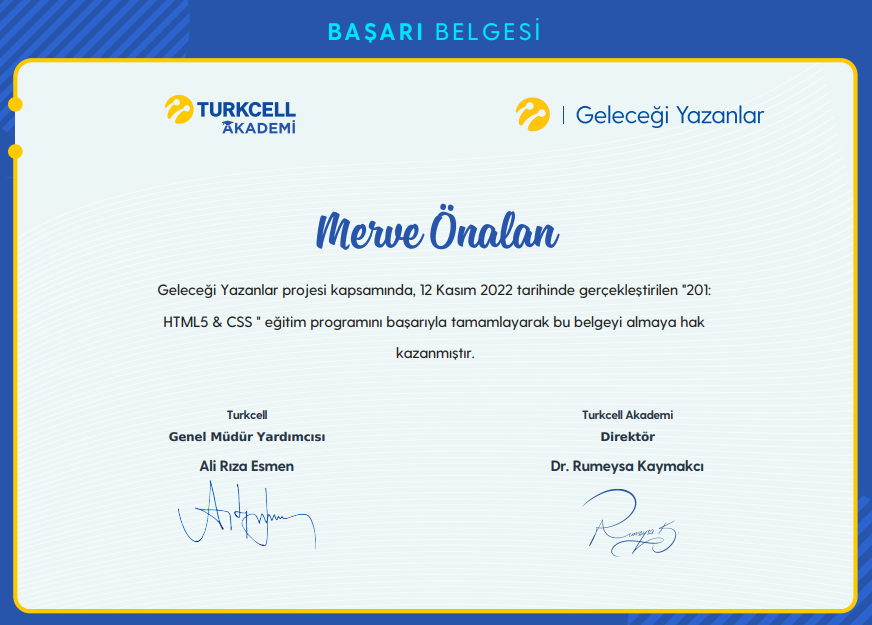 BAŞARI BELGESİ
TURKCELL
AKADEMİ
Geleceği Yazanlar
Merve Önalan
Geleceği Yazanlar projesi kapsamında, 12 Kasım 2022 tarihinde gerçekleştirilen "201:
HTML5 & CSS " eğitim programını başarıyla tamamlayarak bu belgeyi almaya hak
kazanmıştır.
Turkcell
Genel Müdür Yardımcısı
Ali Rıza Esmen
Turkcell Akademi
Direktör
Dr. Rumeysa Kaymakcı
Rumeysa K